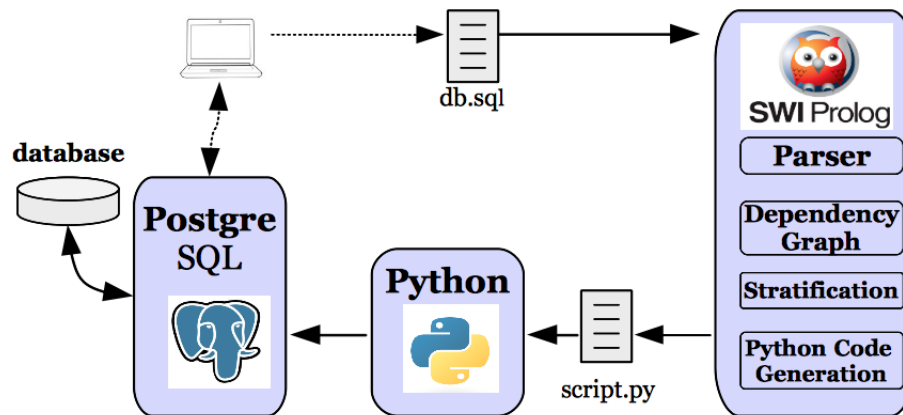 db.sql
SWI Prolog
Parser
Dependency
Graph
Stratification
Python Code
Generation
database
Postgre
SQL
Python
script.py